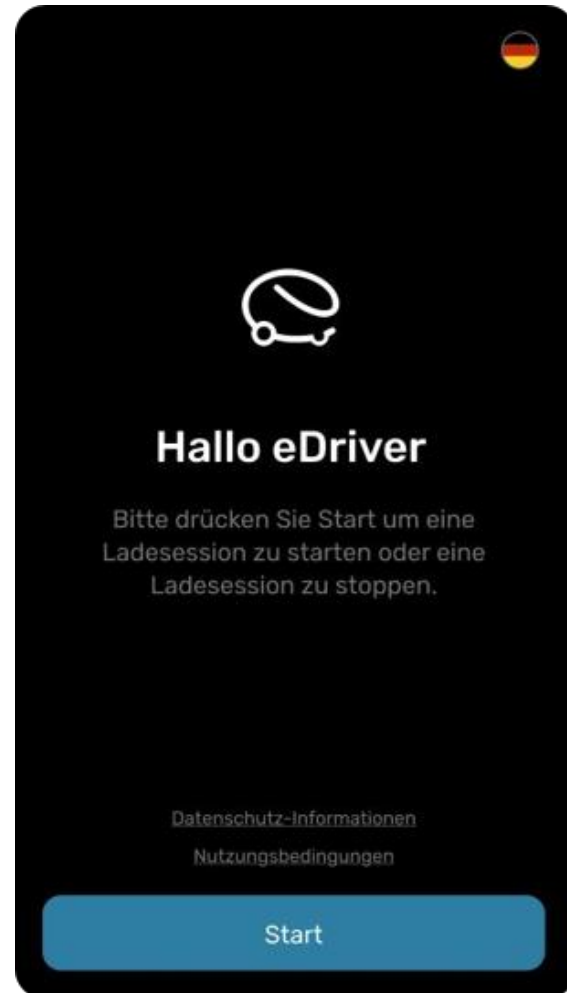 Hallo eDriver
Bitte drücken Sie Start um eine
Ladesession zu starten oder eine
Ladesession zu stoppen.
Datenschutz-Informationen
Nutzungsbedingungen
Start